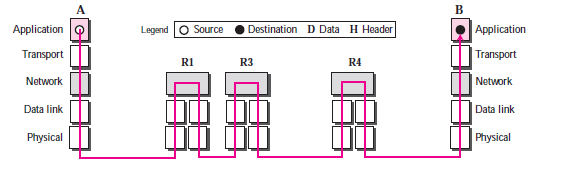 A
B
Legend Source Destination D Data H Header
Application
Application
Transport
Transport
R1
R3
R4
Network
Network
Data link
Data link
Physical
Physical